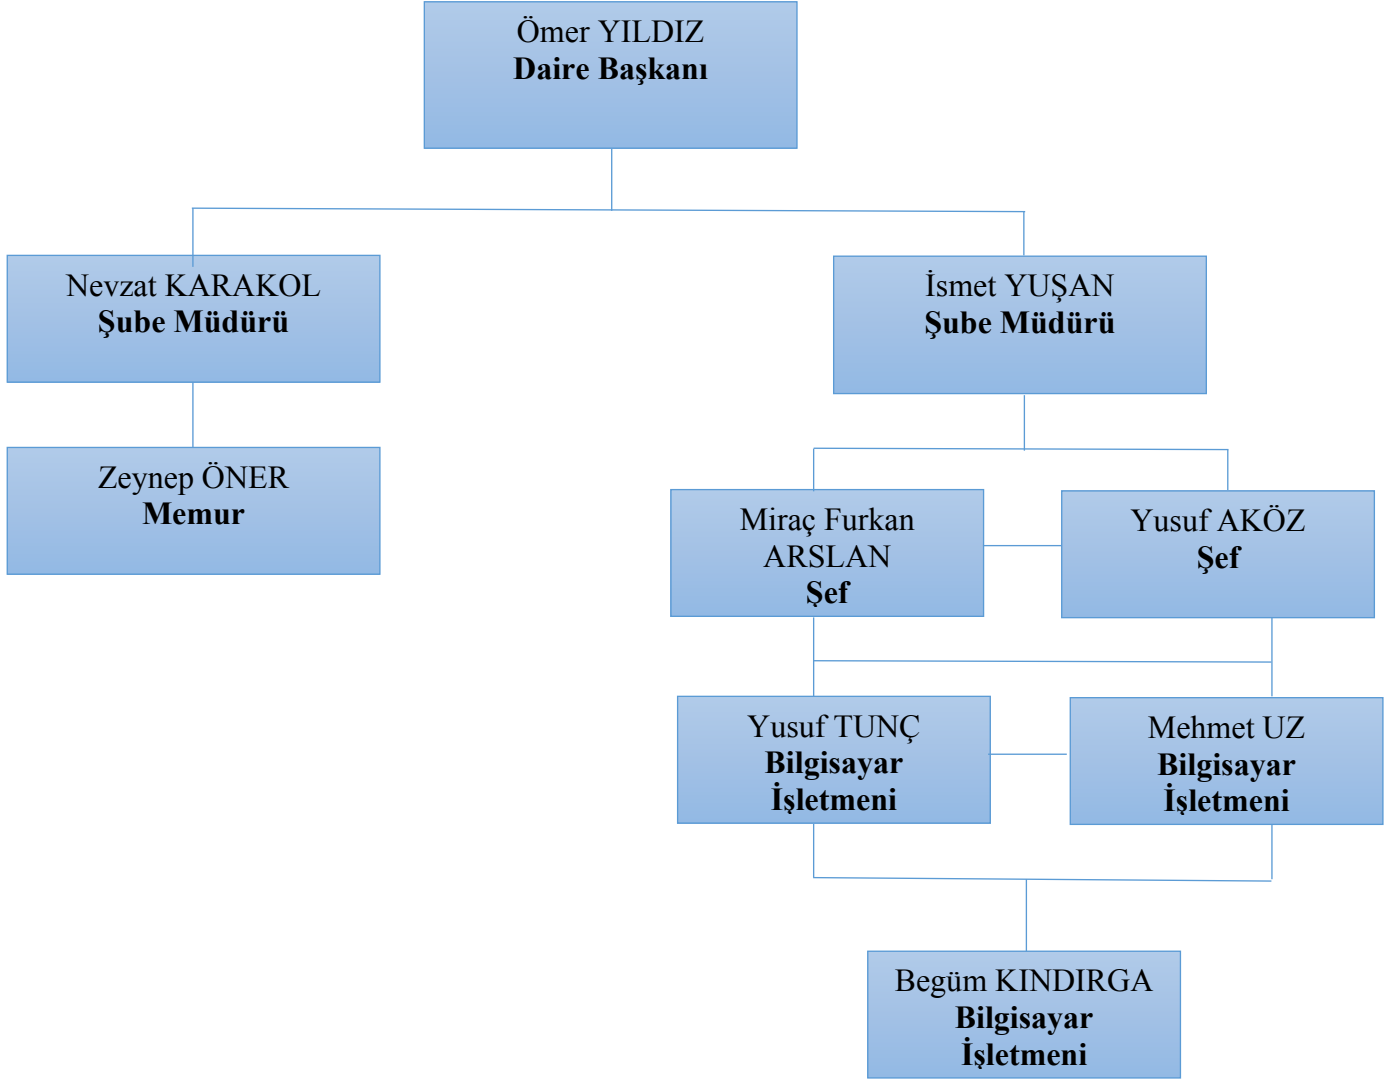 Ömer YILDIZ
Daire Başkanı
Nevzat KARAKOL
Şube Müdürü
İsmet YUŞAN
Şube Müdürü
Zeynep ÖNER
Memur
Miraç Furkan
ARSLAN
Şef
Yusuf AKÖZ
Şef
Yusuf TUNÇ
Bilgisayar
İşletmeni
Mehmet UZ
Bilgisayar
İşletmeni
Begüm KINDIRGA
Bilgisayar
İşletmeni